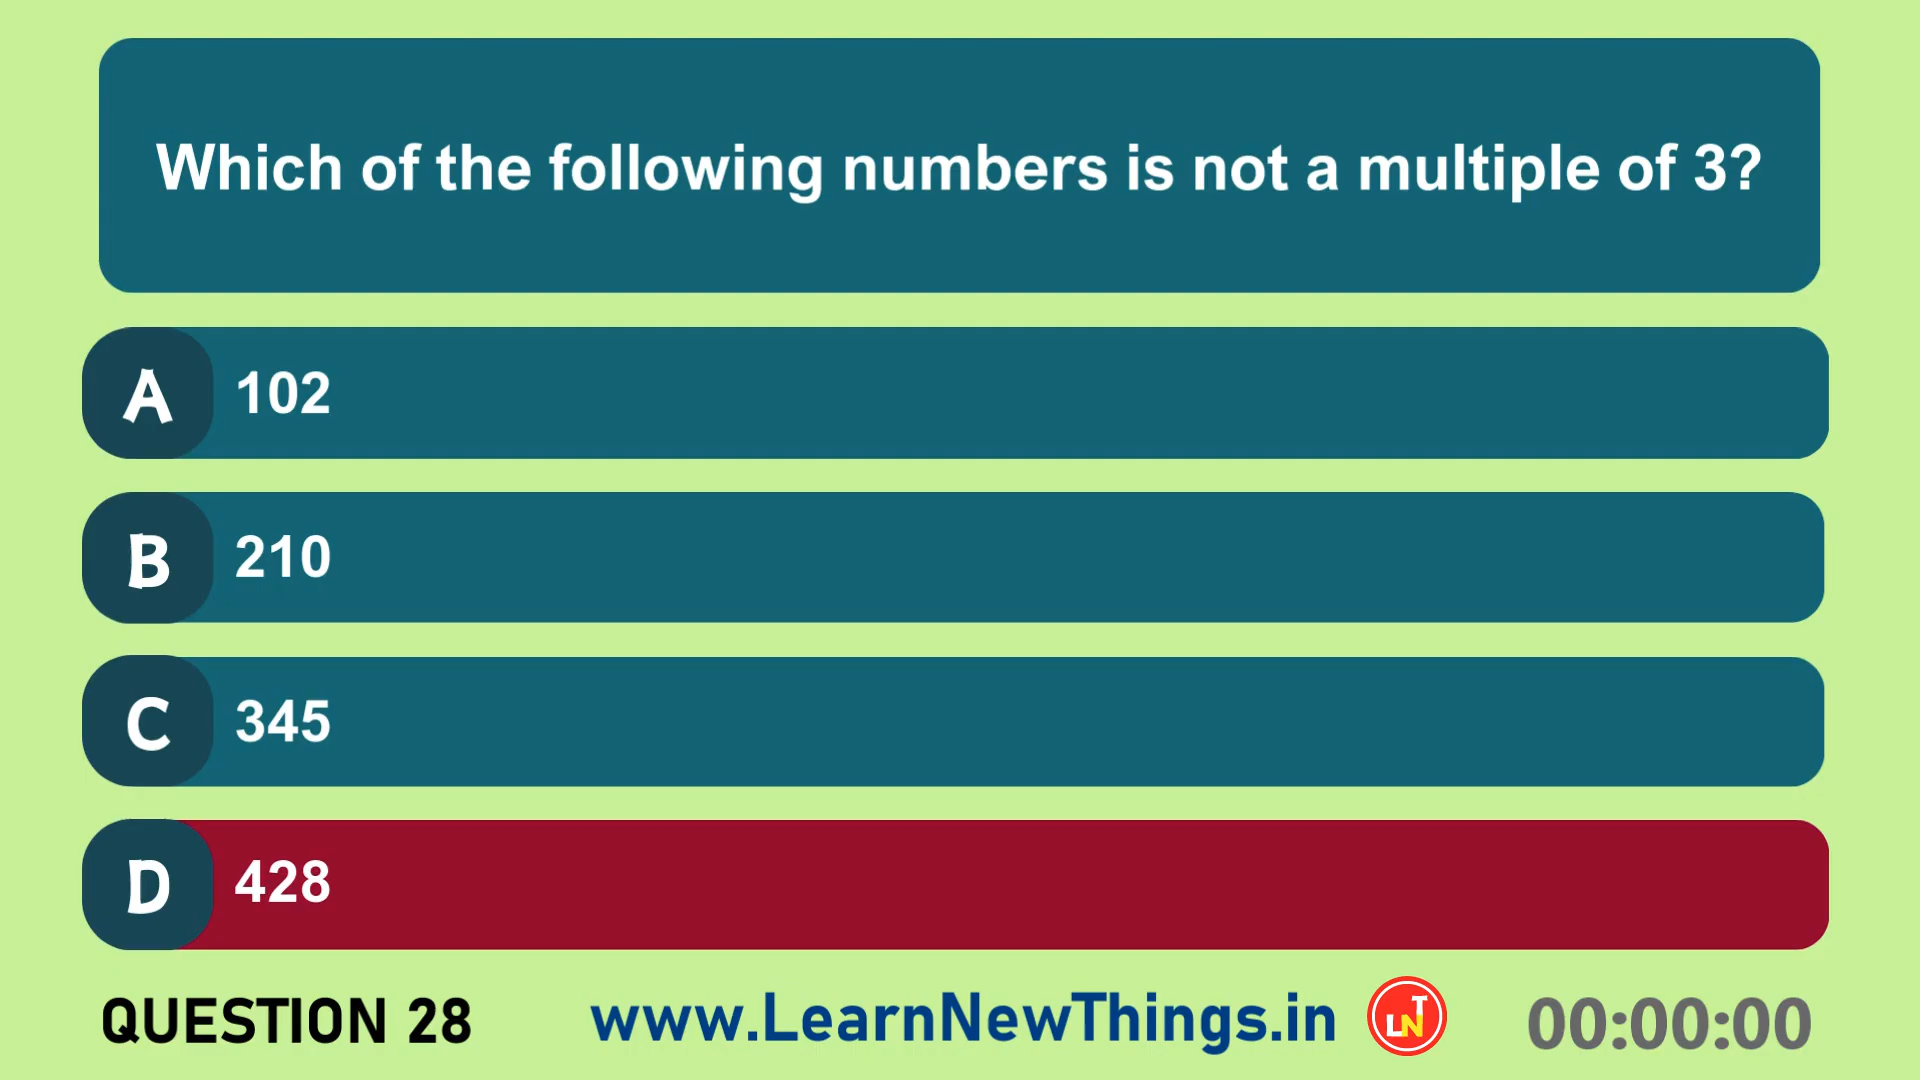 Which of the following numbers is not a multiple of 3?
A 102
B 210
C 345
D 428
QUESTION 28 www.LearnNewThings.in LNT 00:00:00